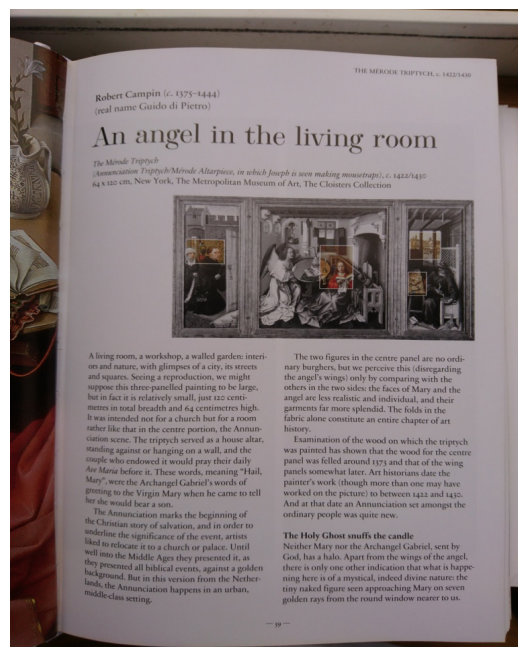 THE MÉRODE TRIPTYCH, c. 1422/1430
Robert Campin (c. 1375–1444)
(real name Guido di Pietro)
An angel in the living room
The Mérode Triptych
(Annunciation Triptych/Mérode Altarpiece, in which Joseph is seen making mousetraps), c. 1422/1430
64 x 120 cm, New York, The Metropolitan Museum of Art, The Cloisters Collection
A living room, a workshop, a walled garden: interi-
ors and nature, with glimpses of a city, its streets
and squares. Seeing a reproduction, we might
suppose this three-panelled painting to be large,
but in fact it is relatively small, just 120 centi-
metres in total breadth and 64 centimetres high.
It was intended not for a church but for a room
rather like that in the centre portion, the Annun-
ciation scene. The triptych served as a house altar,
standing against or hanging on a wall, and the
couple who endowed it would pray their daily
Ave Maria before it. These words, meaning "Hail,
Mary", were the Archangel Gabriel's words of
greeting to the Virgin Mary when he came to tell
her she would bear a son.
The Annunciation marks the beginning of
the Christian story of salvation, and in order to
underline the significance of the event, artists
liked to relocate it to a church or palace. Until
well into the Middle Ages they presented it, as
they presented all biblical events, against a golden
background. But in this version from the Nether-
lands, the Annunciation happens in an urban,
middle-class setting.
The two figures in the centre panel are no ordi-
nary burghers, but we perceive this (disregarding
the angel's wings) only by comparing with the
others in the two sides: the faces of Mary and the
angel are less realistic and individual, and their
garments far more splendid. The folds in the
fabric alone constitute an entire chapter of art
history.
Examination of the wood on which the triptych
was painted has shown that the wood for the centre
panel was felled around 1373 and that of the wing
panels somewhat later. Art historians date the
painter's work (though more than one may have
worked on the picture) to between 1422 and 1430.
And at that date an Annunciation set amongst the
ordinary people was quite new.
The Holy Ghost snuffs the candle
Neither Mary nor the Archangel Gabriel, sent by
God, has a halo. Apart from the wings of the angel,
there is only one other indication that what is happe-
ning here is of a mystical, indeed divine nature: the
tiny naked figure seen approaching Mary on seven
golden rays from the round window nearer to us.
— 59 —